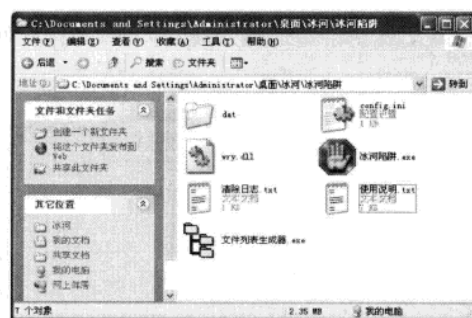 C:\Documents and Settings\Administrator\桌面\冰河\冰河陷阱
文件(F) 编辑(E) 查看(V) 收藏(A) 工具(T) 帮助(H)
后退 搜索 文件夹
地址(D) C:\Documents and Settings\Administrator\桌面\冰河\冰河陷阱 转到
文件和文件夹任务
创建一个新文件夹
将这个文件夹发布到 Web
共享此文件夹
其它位置
冰河
我的文档
共享文档
我的电脑
网上邻居
dat
config.ini
配置设置
1 KB
wry.dll
冰河陷阱.exe
清除日志.txt
文本文档
1 KB
使用说明.txt
文本文档
文件列表生成器.exe
7 个对象 2.35 MB 我的电脑